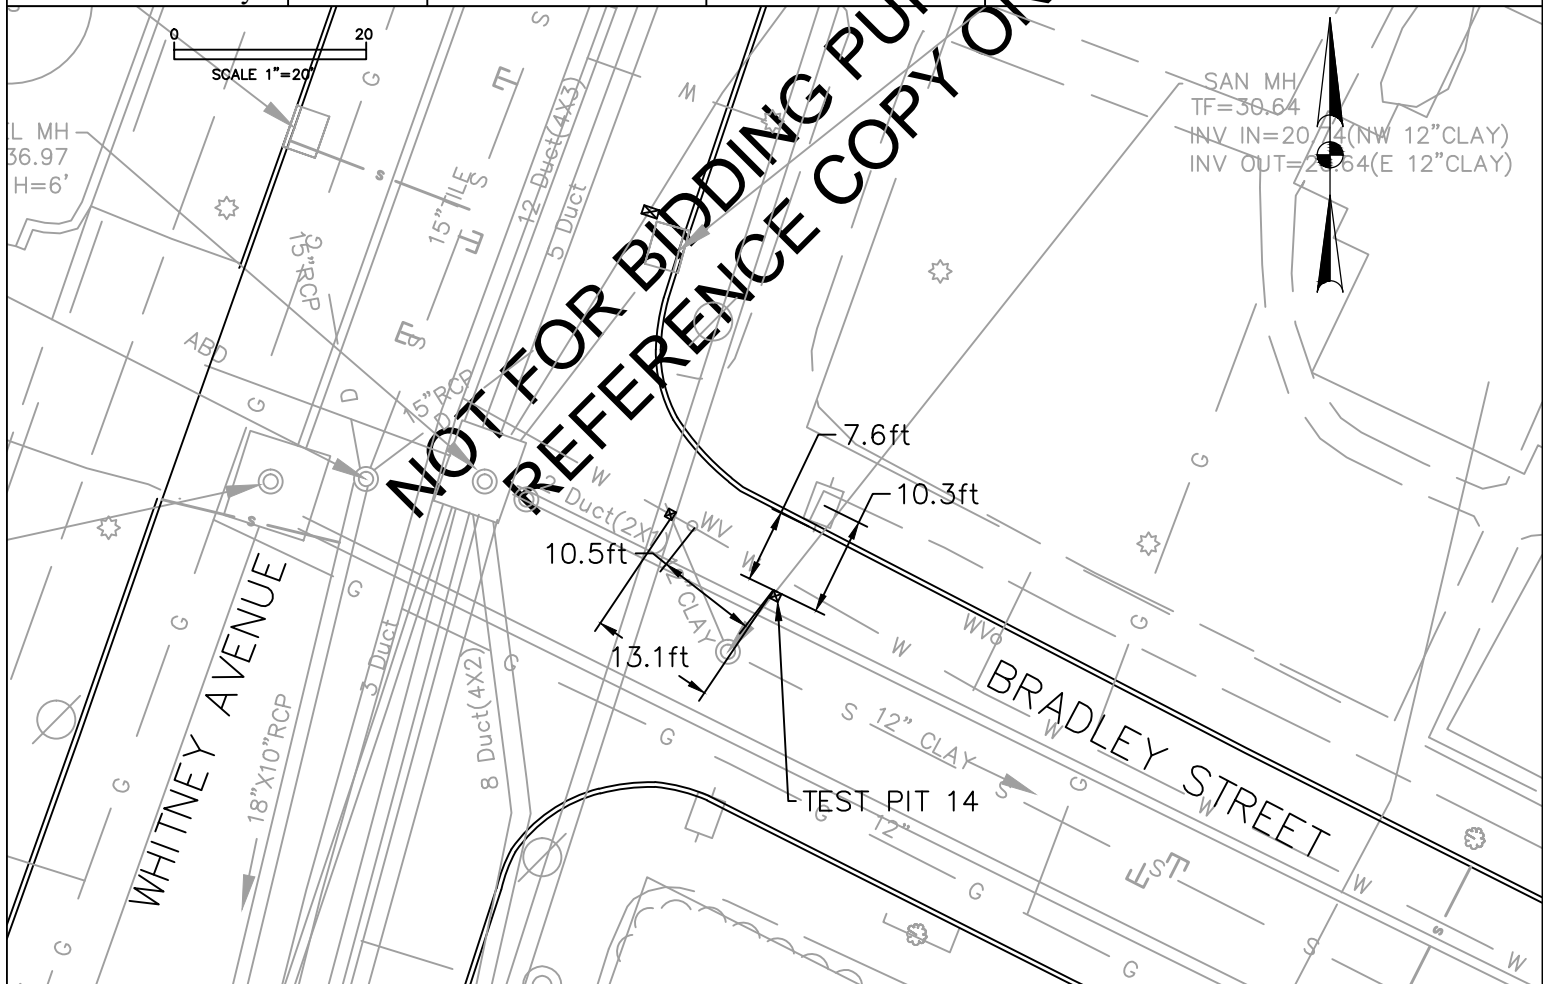 0 20
SCALE 1"=20'
NOT FOR BIDDING
REFERENCE COPY
SAN MH
TF=30.64
INV IN=20.74(NW 12"CLAY)
INV OUT=20.64(E 12"CLAY)
MH
36.97
H=6'
15"TILE
12 Duct(4X3)
5 Duct
15"RCP
ABD
15"RCP
2 Duct(2X1)
12" CLAY
WV
7.6ft
10.3ft
10.5ft
13.1ft
WV
WHITNEY AVENUE
18"X10"RCP
3 Duct
8 Duct(4X2)
S 12" CLAY
BRADLEY STREET
TEST PIT 14
12"
G
G
G
G
G
G
G
G
G
G
G
G
G
G
W
W
W
W
W
W
W
W
S
S
S
S
S
S
E
E
D
D